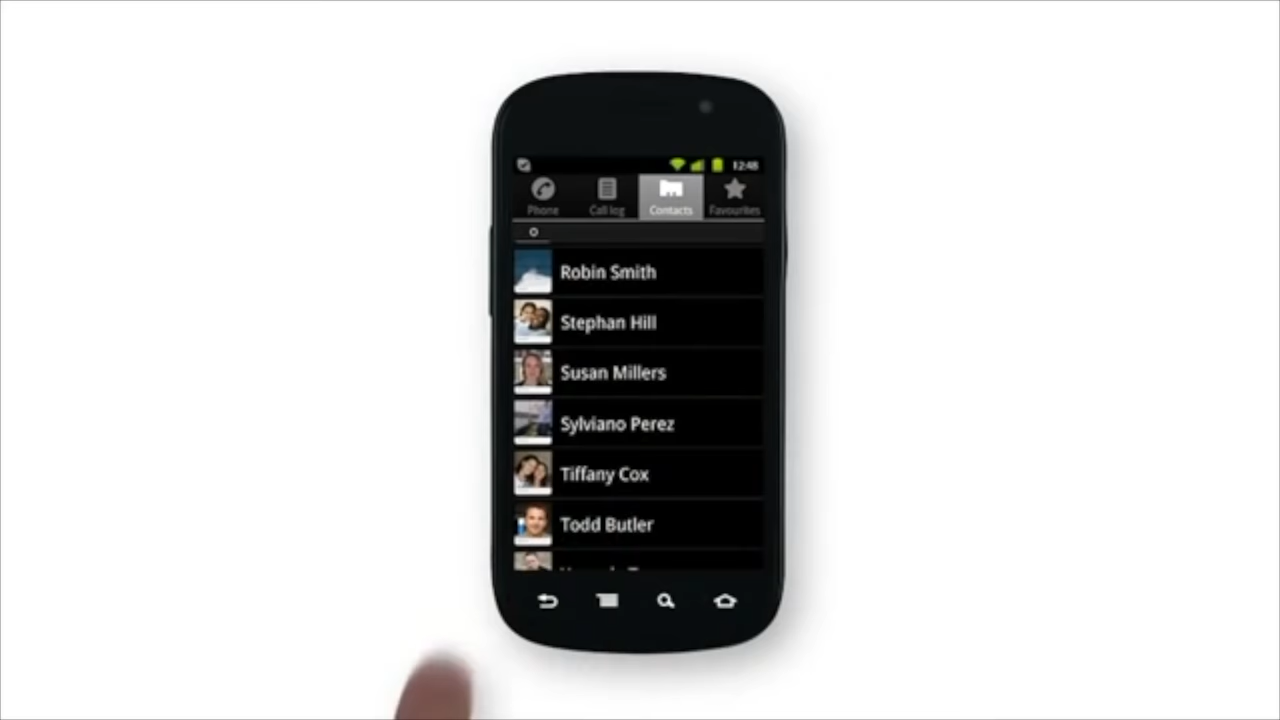 12:48
Phone Call log Contacts Favourites
Robin Smith
Stephan Hill
Susan Millers
Sylviano Perez
Tiffany Cox
Todd Butler